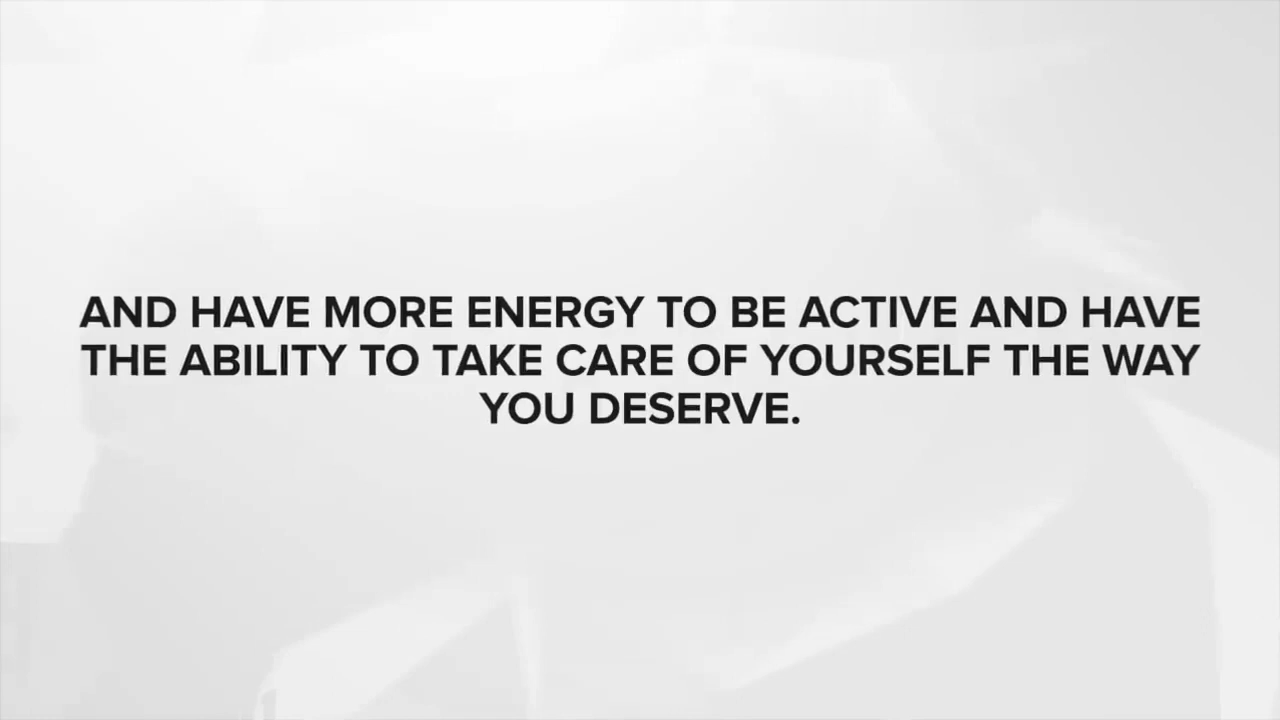 AND HAVE MORE ENERGY TO BE ACTIVE AND HAVE
THE ABILITY TO TAKE CARE OF YOURSELF THE WAY
YOU DESERVE.